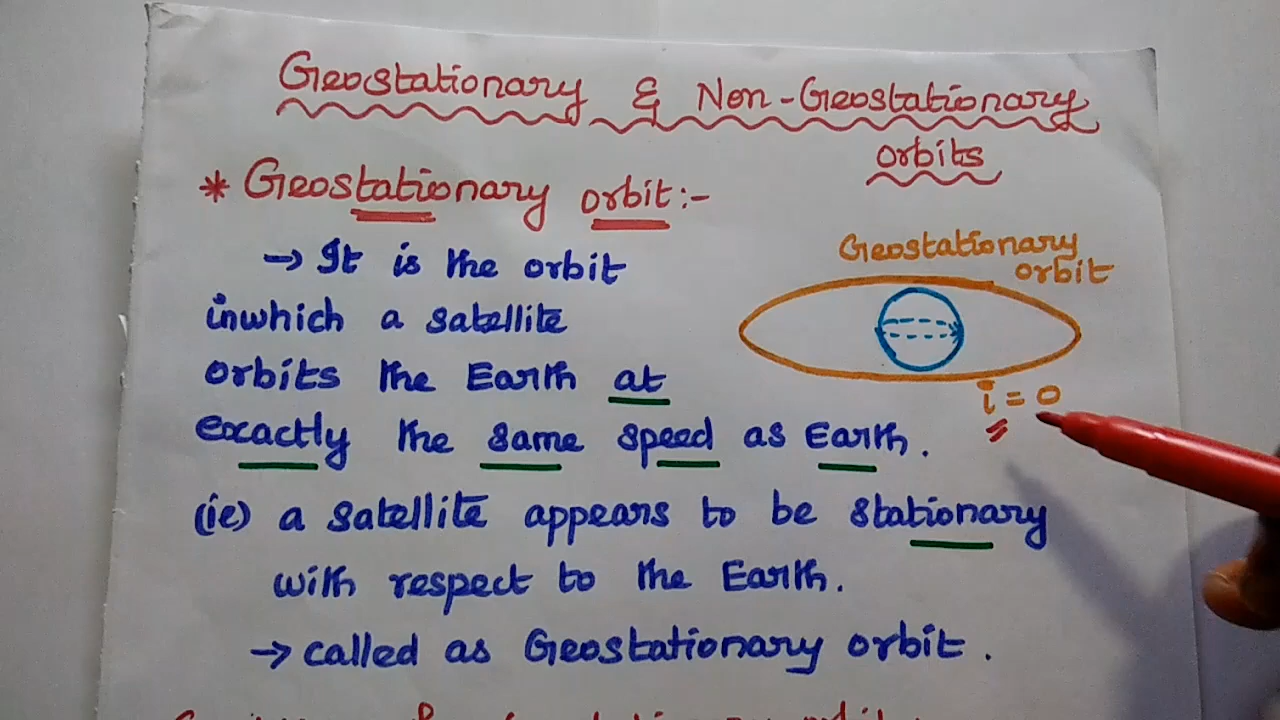 Geostationary & Non-Geostationary
orbits
* Geostationary orbit:-
→ It is the orbit
inwhich a satellite
orbits the Earth at
exactly the same speed as Earth.
(ie) a satellite appears to be stationary
with respect to the Earth.
→ called as Geostationary orbit.
Geostationary
orbit
i = 0